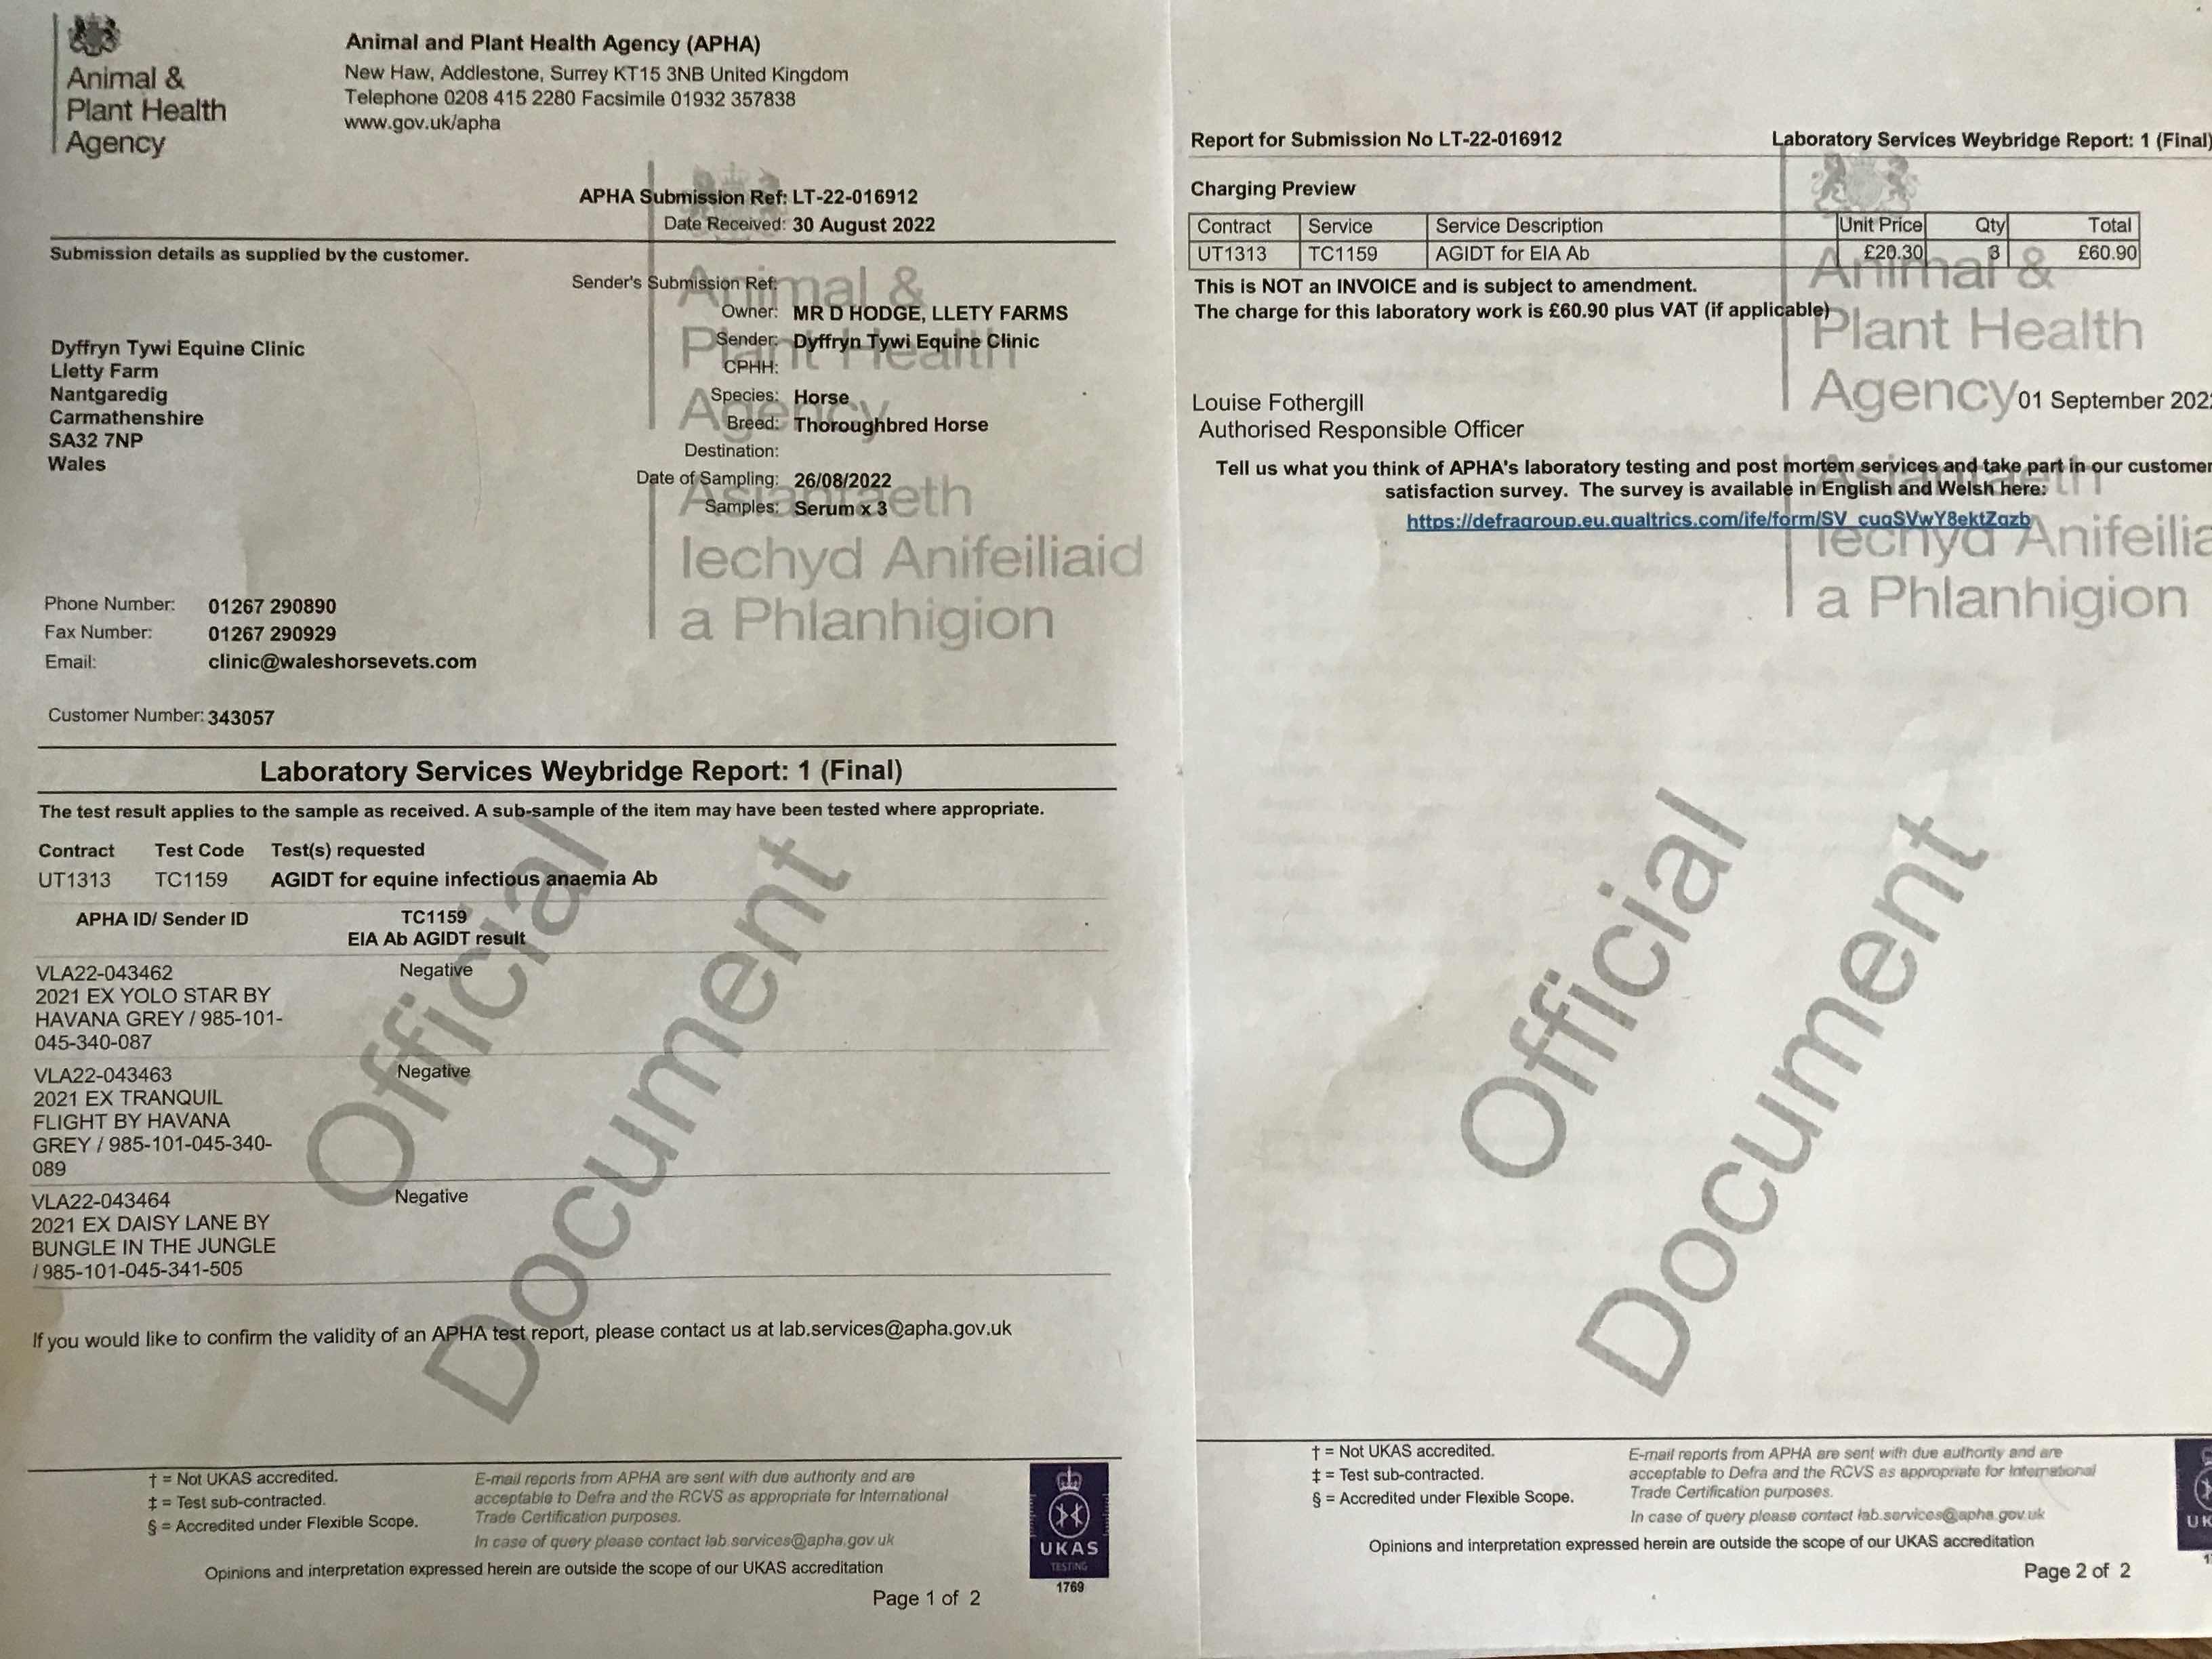 Animal &
Plant Health
Agency
Animal and Plant Health Agency (APHA)
New Haw, Addlestone, Surrey KT15 3NB United Kingdom
Telephone 0208 415 2280 Facsimile 01932 357838
www.gov.uk/apha
APHA Submission Ref: LT-22-016912
Date Received: 30 August 2022
Submission details as supplied by the customer.
Sender's Submission Ref:
Owner: MR D HODGE, LLETY FARMS
Sender: Dyffryn Tywi Equine Clinic
CPHH:
Species: Horse
Breed: Thoroughbred Horse
Destination:
Date of Sampling: 26/08/2022
Samples: Serum x 3
Dyffryn Tywi Equine Clinic
Lletty Farm
Nantgaredig
Carmathenshire
SA32 7NP
Wales
Animal &
Plant Health
Agency
Asiantaeth
Iechyd Anifeiliaid
a Phlanhigion
Phone Number: 01267 290890
Fax Number: 01267 290929
Email: clinic@waleshorsevets.com
Customer Number: 343057
Laboratory Services Weybridge Report: 1 (Final)
The test result applies to the sample as received. A sub-sample of the item may have been tested where appropriate.
Contract Test Code Test(s) requested
UT1313 TC1159 AGIDT for equine infectious anaemia Ab
APHA ID/ Sender ID TC1159
EIA Ab AGIDT result
VLA22-043462 Negative
2021 EX YOLO STAR BY
HAVANA GREY / 985-101-
045-340-087
VLA22-043463 Negative
2021 EX TRANQUIL
FLIGHT BY HAVANA
GREY / 985-101-045-340-
089
VLA22-043464 Negative
2021 EX DAISY LANE BY
BUNGLE IN THE JUNGLE
/ 985-101-045-341-505
Official
Document
If you would like to confirm the validity of an APHA test report, please contact us at lab.services@apha.gov.uk
† = Not UKAS accredited.
‡ = Test sub-contracted.
§ = Accredited under Flexible Scope.
E-mail reports from APHA are sent with due authority and are
acceptable to Defra and the RCVS as appropriate for International
Trade Certification purposes.
In case of query please contact lab.services@apha.gov.uk
Opinions and interpretation expressed herein are outside the scope of our UKAS accreditation
UKAS
TESTING
1769
Page 1 of 2
Report for Submission No LT-22-016912 Laboratory Services Weybridge Report: 1 (Final)
Charging Preview
Contract Service Service Description Unit Price Qty Total
UT1313 TC1159 AGIDT for EIA Ab £20.30 3 £60.90
This is NOT an INVOICE and is subject to amendment.
The charge for this laboratory work is £60.90 plus VAT (if applicable)
Animal &
Plant Health
Agency
Asiantaeth
Iechyd Anifeilia
a Phlanhigion
Louise Fothergill 01 September 202
Authorised Responsible Officer
Tell us what you think of APHA's laboratory testing and post mortem services and take part in our customer
satisfaction survey. The survey is available in English and Welsh here:
https://defragroup.eu.qualtrics.com/jfe/form/SV_cuqSVwY8ektZqzb
Official
Document
† = Not UKAS accredited.
‡ = Test sub-contracted.
§ = Accredited under Flexible Scope.
E-mail reports from APHA are sent with due authority and are
acceptable to Defra and the RCVS as appropriate for International
Trade Certification purposes.
In case of query please contact lab.services@apha.gov.uk
Opinions and interpretation expressed herein are outside the scope of our UKAS accreditation
UK
Page 2 of 2